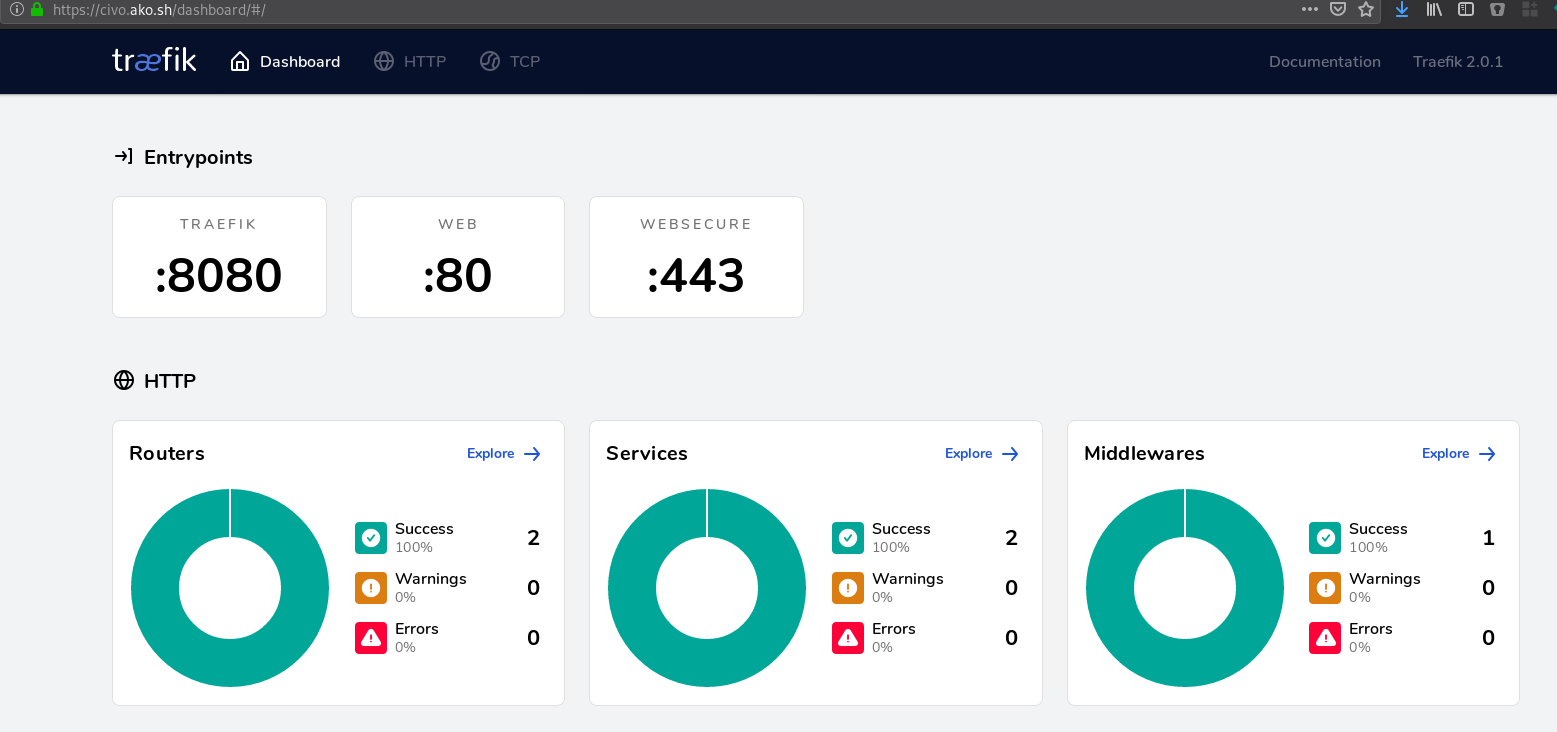 https://civo.ako.sh/dashboard/#/
træfik Dashboard HTTP TCP Documentation Traefik 2.0.1
Entrypoints
TRAEFIK
:8080
WEB
:80
WEBSECURE
:443
HTTP
Routers Explore
Success 2
100%
Warnings 0
0%
Errors 0
0%
Services Explore
Success 2
100%
Warnings 0
0%
Errors 0
0%
Middlewares Explore
Success 1
100%
Warnings 0
0%
Errors 0
0%